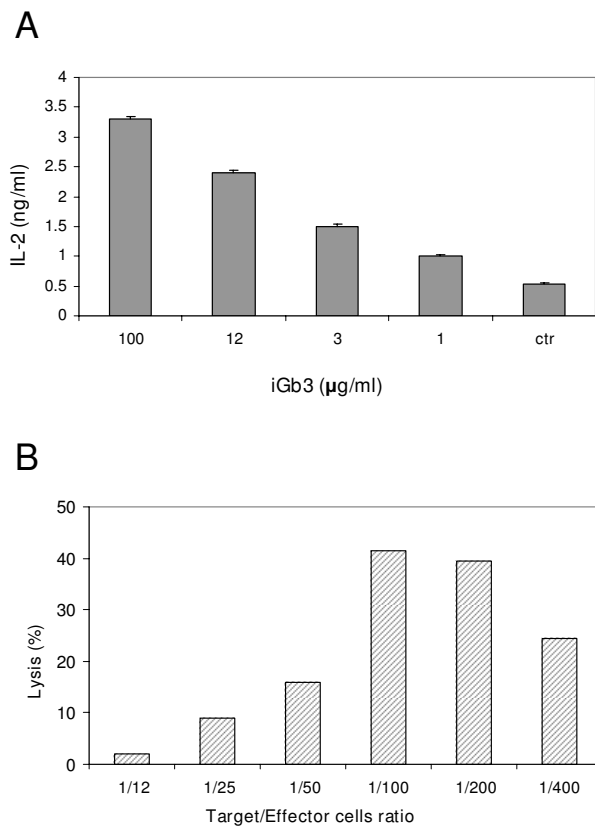 A
4
3.5
3
2.5
2
1.5
1
0.5
0
IL-2 (ng/ml)
100 12 3 1 ctr
iGb3 (µg/ml)
B
50
40
30
20
10
0
Lysis (%)
1/12 1/25 1/50 1/100 1/200 1/400
Target/Effector cells ratio